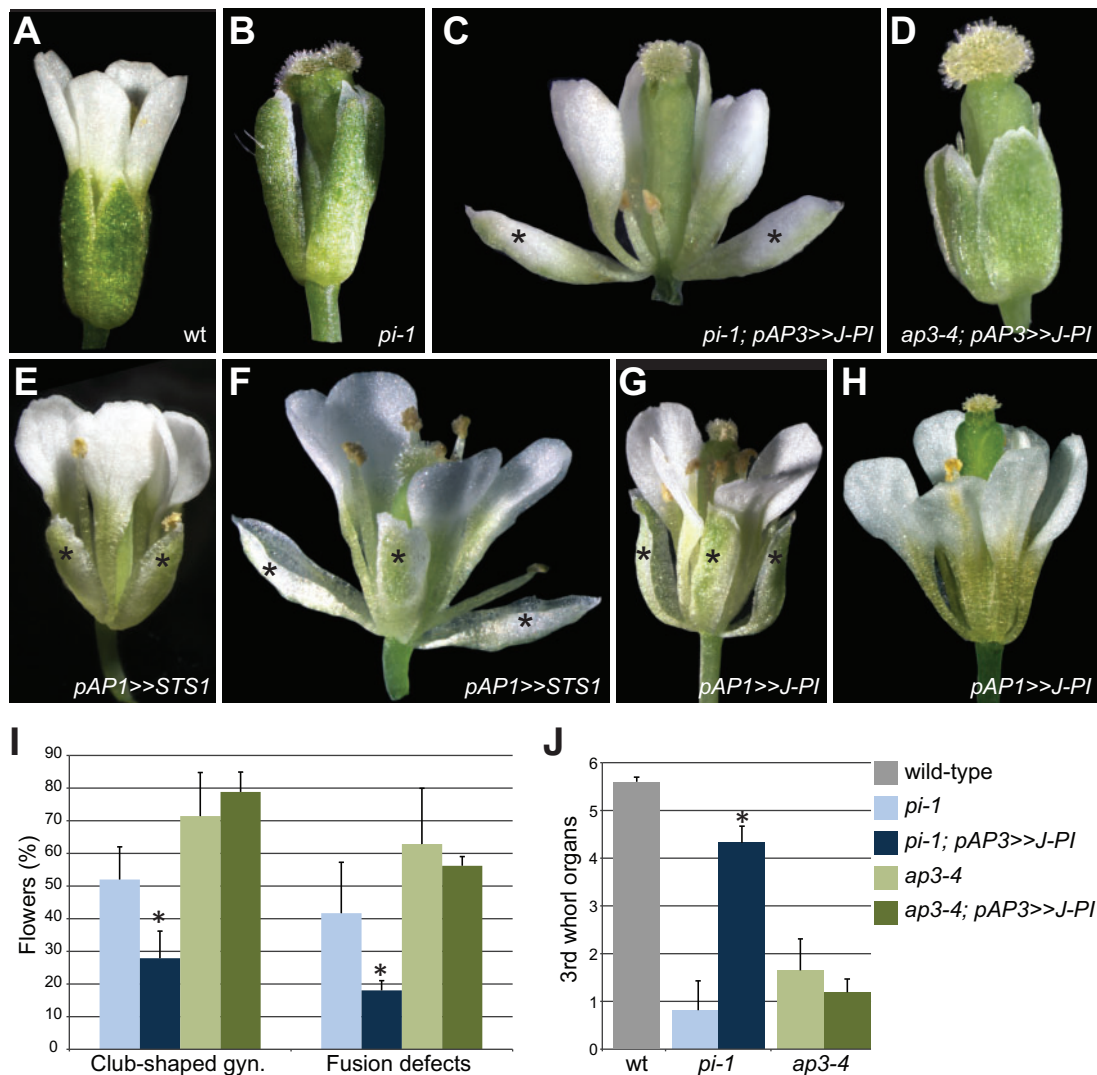 A
wt
B
pi-1
C
*
*
pi-1; pAP3>>J-PI
D
ap3-4; pAP3>>J-PI
E
*
*
pAP1>>STS1
F
*
*
*
pAP1>>STS1
G
*
*
*
pAP1>>J-PI
H
pAP1>>J-PI
I
Flowers (%)
90
80
70
60
50
40
30
20
10
0
*
*
Club-shaped gyn.
Fusion defects
J
3rd whorl organs
6
5
4
3
2
1
0
*
wt
pi-1
ap3-4
wild-type
pi-1
pi-1; pAP3>>J-PI
ap3-4
ap3-4; pAP3>>J-PI